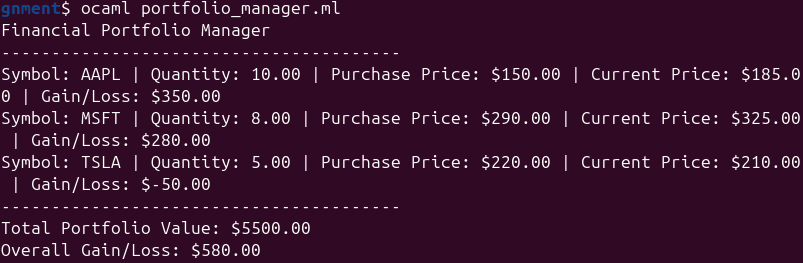 gnment$ ocaml portfolio_manager.ml
Financial Portfolio Manager
----------------------------------------
Symbol: AAPL | Quantity: 10.00 | Purchase Price: $150.00 | Current Price: $185.0
0 | Gain/Loss: $350.00
Symbol: MSFT | Quantity: 8.00 | Purchase Price: $290.00 | Current Price: $325.00
 | Gain/Loss: $280.00
Symbol: TSLA | Quantity: 5.00 | Purchase Price: $220.00 | Current Price: $210.00
 | Gain/Loss: $-50.00
----------------------------------------
Total Portfolio Value: $5500.00
Overall Gain/Loss: $580.00